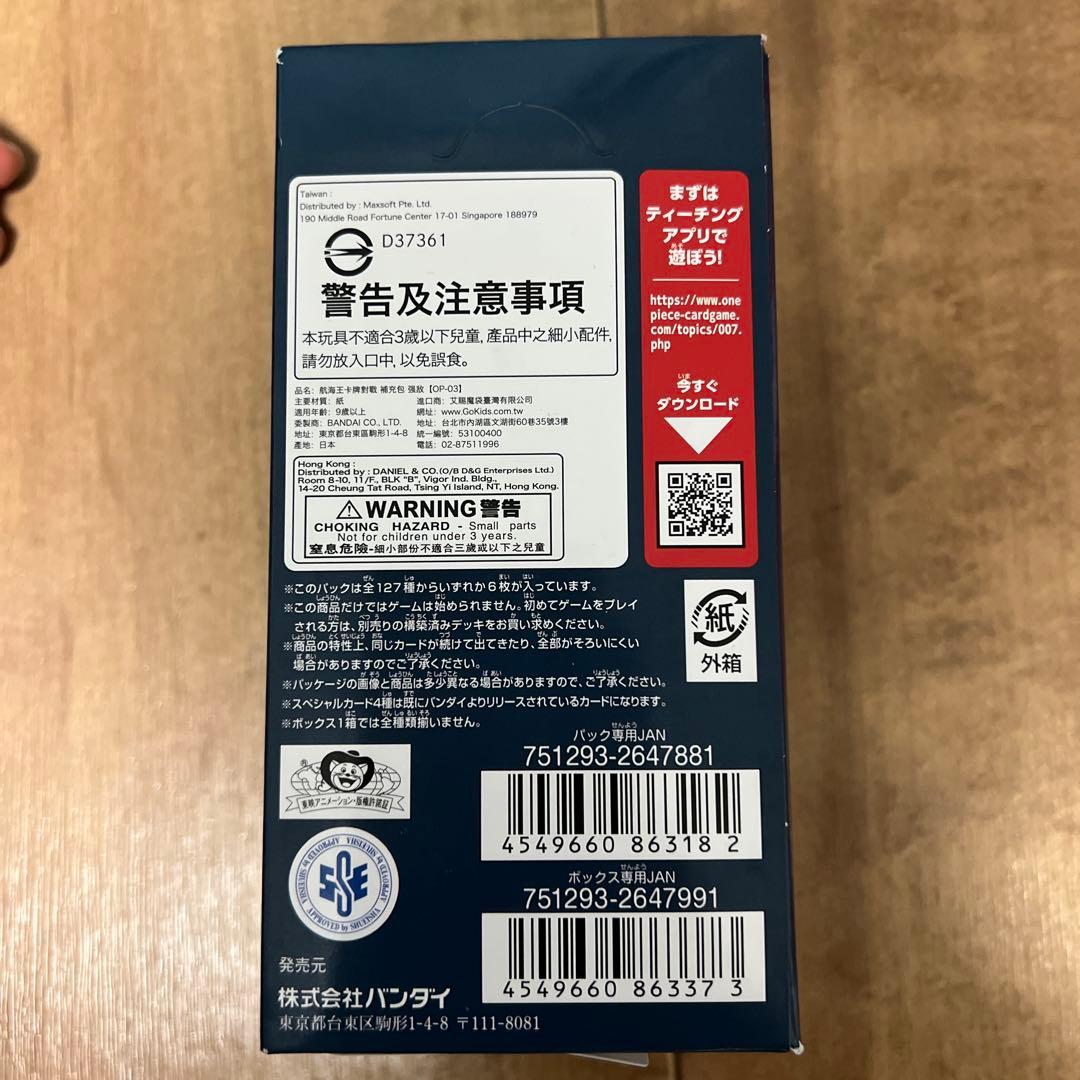 Taiwan :
Distributed by : Maxsoft Pte. Ltd.
190 Middle Road Fortune Center 17-01 Singapore 188979
D37361
警告及注意事項
本玩具不適合3歲以下兒童, 產品中之細小配件,
請勿放入口中, 以免誤食。
品名: 航海王卡牌對戰 補充包 强敌【OP-03】
主要材質: 紙 進口商: 艾賜魔袋臺灣有限公司
適用年齡: 9歲以上 網址: www.GoKids.com.tw
委製商: BANDAI CO., LTD. 地址: 台北市內湖區文湖街60巷35號3樓
地址: 東京都台東區駒形1-4-8 統一編號: 53100400
產地: 日本 電話: 02-87511996
Hong Kong :
Distributed by : DANIEL & CO.(O/B D&G Enterprises Ltd.)
Room 8-10, 11/F., BLK "B", Vigor Ind. Bldg.,
14-20 Cheung Tat Road, Tsing Yi Island, NT, Hong Kong.
WARNING 警告
CHOKING HAZARD - Small parts
Not for children under 3 years.
窒息危險-細小部份不適合三歲或以下之兒童
まずは
ティーチング
アプリで
遊ぼう!
https://www.one
piece-cardgame.
com/topics/007.
php
今すぐ
ダウンロード
※このパックは全127種からいずれか6枚が入っています。
※この商品だけではゲームは始められません。初めてゲームをプレイ
される方は、別売りの構築済みデッキをお買い求めください。
※商品の特性上、同じカードが続けて出てきたり、全部がそろいにくい
場合がありますのでご了承ください。
※パッケージの画像と商品は多少異なる場合がありますので、ご了承ください。
※スペシャルカード4種は既にバンダイよりリリースされているカードになります。
※ボックス1箱では全種類揃いません。
紙
外箱
パック専用JAN
751293-2647881
4549660 86318 2
ボックス専用JAN
751293-2647991
4549660 86337 3
東映アニメーション・版権許諾証
APPROVED by SHUEISHA
APPROVED by SHUEISHA
APPROVED by SHUEISHA
発売元
株式会社バンダイ
東京都台東区駒形1-4-8 〒111-8081